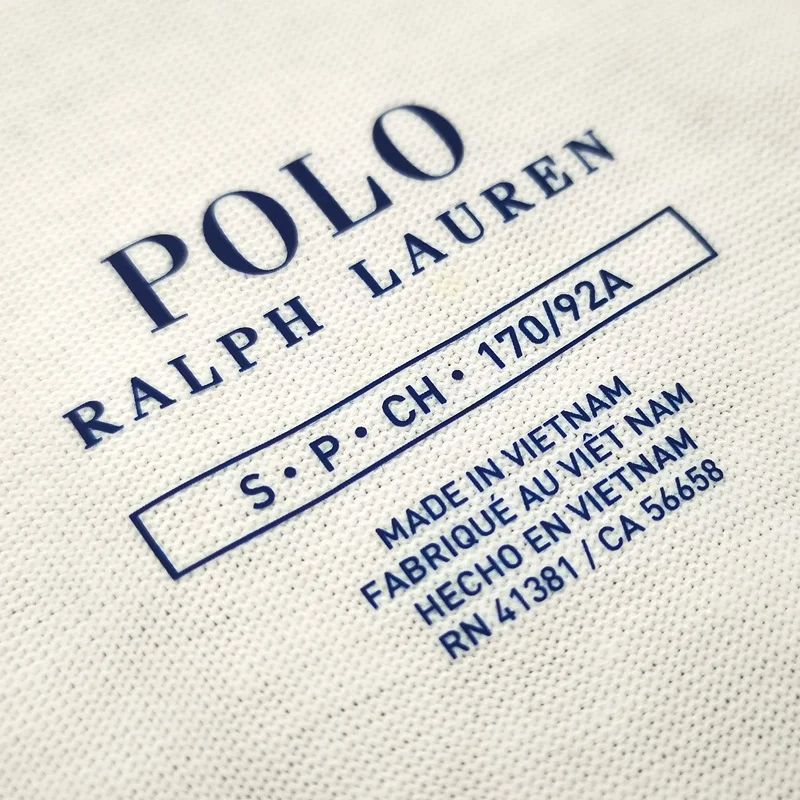 POLO
RALPH LAUREN
S • P • CH • 170/92A
MADE IN VIETNAM
FABRIQUÉ AU VIÊT NAM
HECHO EN VIETNAM
RN 41381 / CA 56658